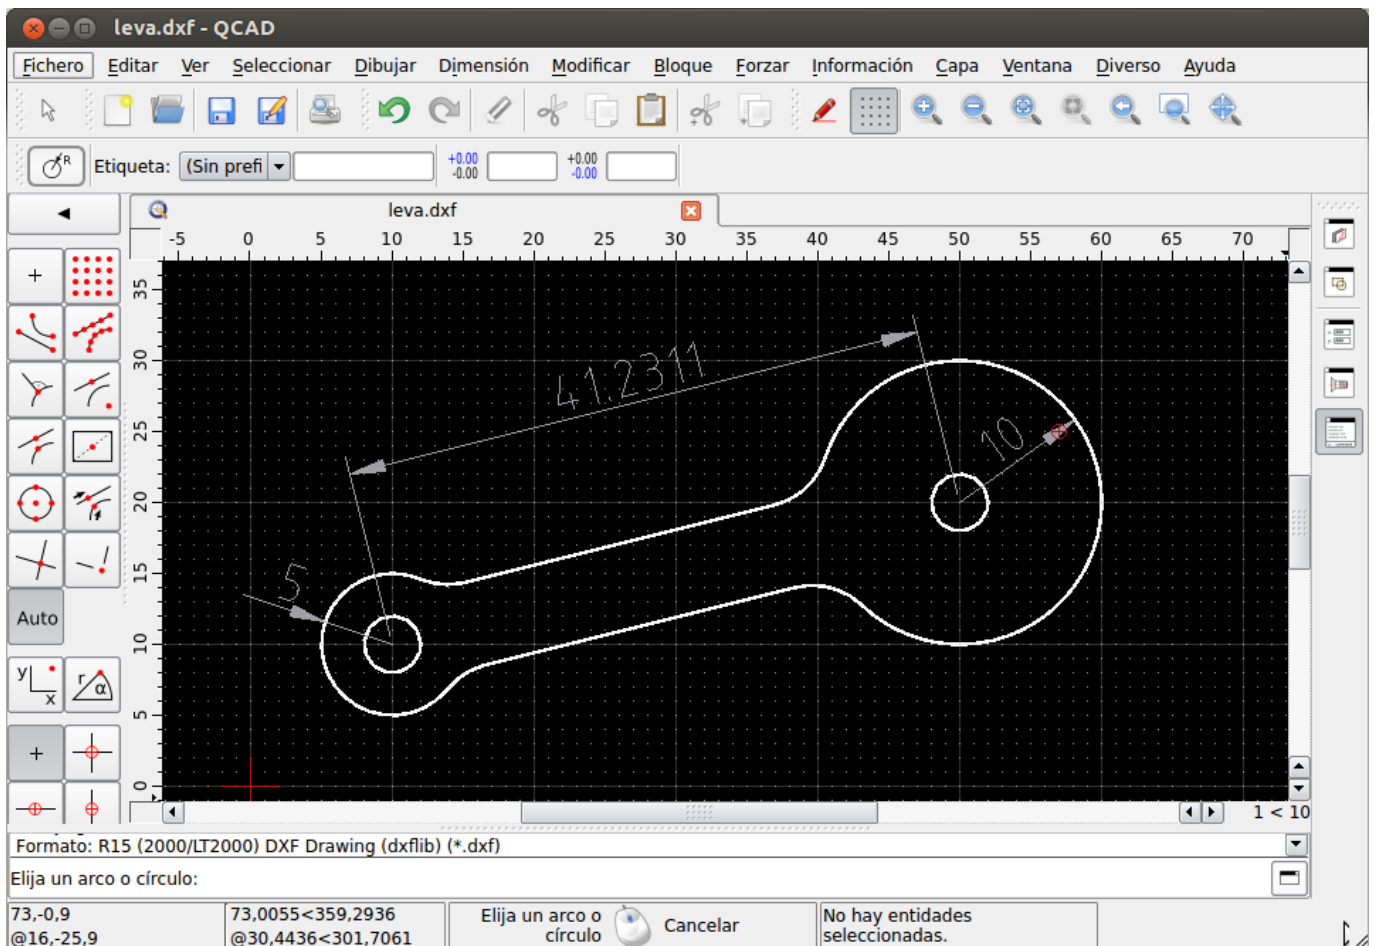 leva.dxf - QCAD
Fichero Editar Ver Seleccionar Dibujar Dimensión Modificar Bloque Forzar Información Capa Ventana Diverso Ayuda
R Etiqueta: (Sin prefi +0.00 -0.00 +0.00 -0.00
leva.dxf
-5 0 5 10 15 20 25 30 35 40 45 50 55 60 65 70
35
30
25
20
15
10
5
0
41.2311
10
5
Auto
y x r α
1 < 10
Formato: R15 (2000/LT2000) DXF Drawing (dxflib) (*.dxf)
Elija un arco o círculo:
73,-0,9
@16,-25,9
73,0055<359,2936
@30,4436<301,7061
Elija un arco o
círculo
Cancelar
No hay entidades
seleccionadas.